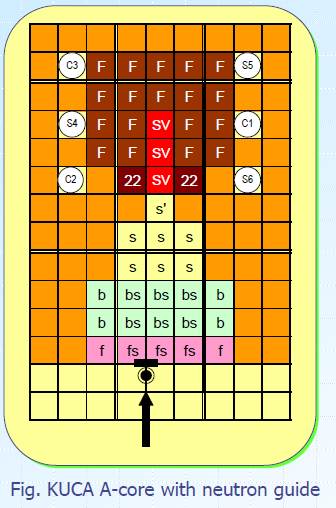 C3 F F F F F S5
F F F F F
S4 F F SV F F C1
F F SV F F
C2 22 SV 22 S6
s'
s s s
s s s
b bs bs bs b
b bs bs bs b
f fs fs fs f
Fig. KUCA A-core with neutron guide